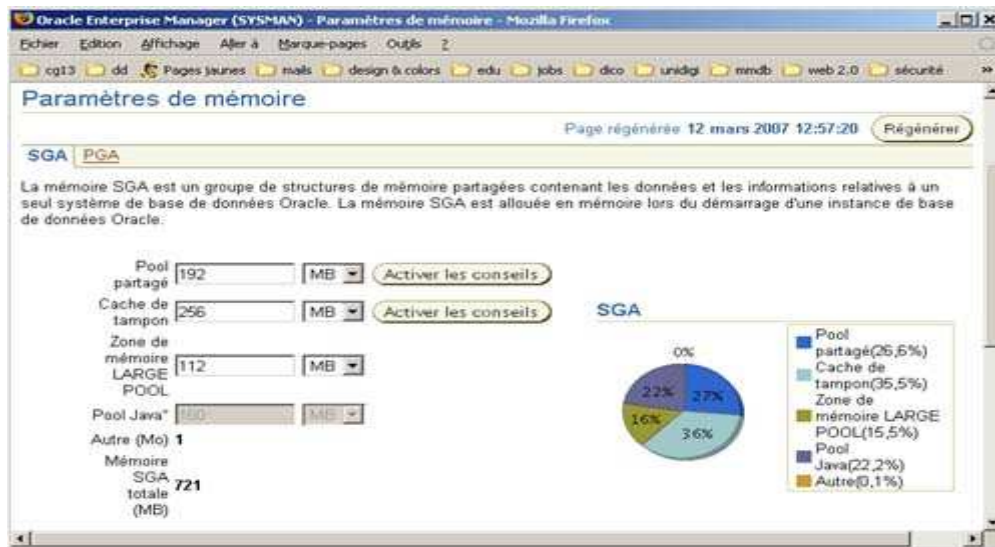 Oracle Enterprise Manager (SYSMAN) - Paramètres de mémoire - Mozilla Firefox
Fichier Edition Affichage Aller à Marque-pages Outils ?
cg13 dd Pages jaunes mails design & colors edu jobs dico unidigi mmdb web 2.0 sécurité »
Paramètres de mémoire
Page régénérée 12 mars 2007 12:57:20 Régénérer
SGA PGA
La mémoire SGA est un groupe de structures de mémoire partagées contenant les données et les informations relatives à un
seul système de base de données Oracle. La mémoire SGA est allouée en mémoire lors du démarrage d'une instance de base
de données Oracle.
Pool
partagé 192 MB Activer les conseils
Cache de
tampon 256 MB Activer les conseils
Zone de
mémoire
LARGE
POOL 112 MB
Pool Java* 160 MB
Autre (Mo) 1
Mémoire
SGA
totale
(MB) 721
SGA
0%
22% 27%
16% 36%
Pool
partagé(26,6%)
Cache de
tampon(35,5%)
Zone de
mémoire LARGE
POOL(15,5%)
Pool
Java(22,2%)
Autre(0,1%)